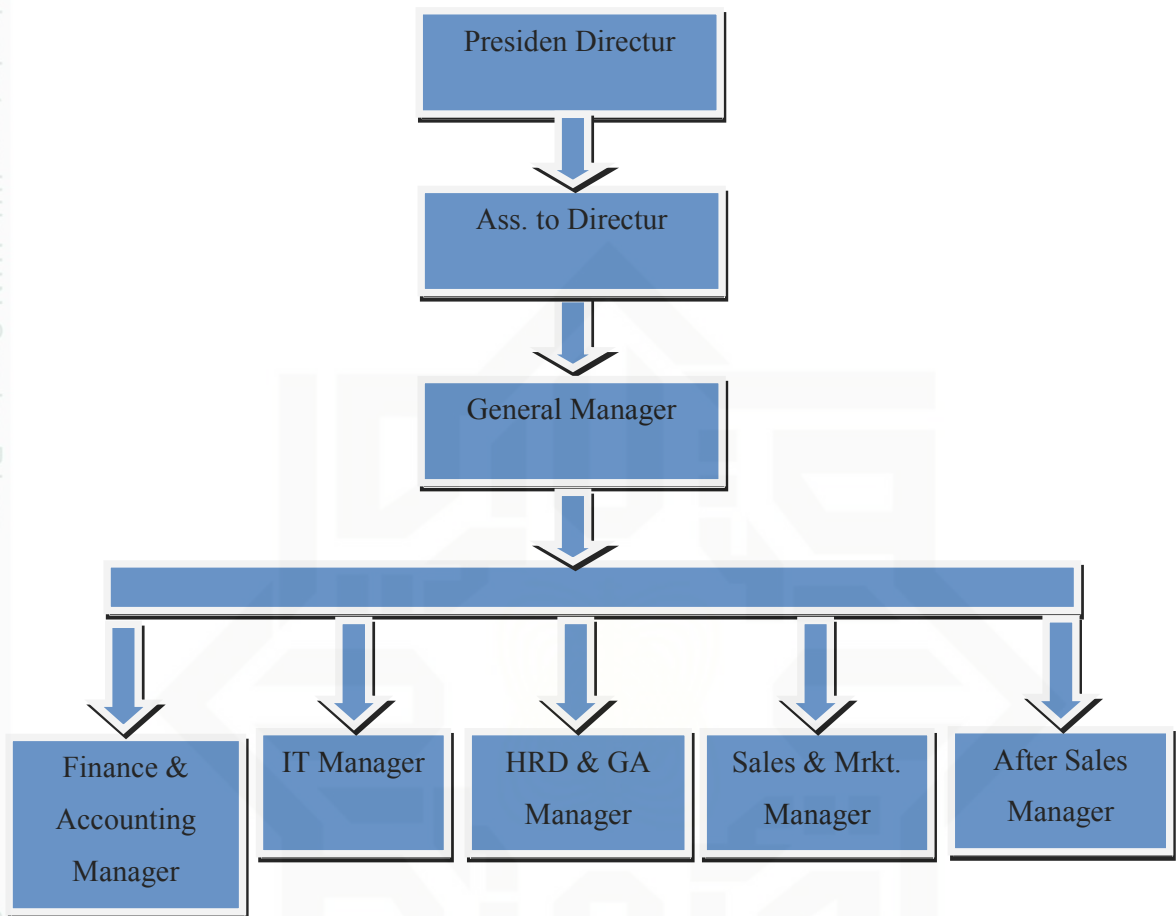 Presiden Directur
Ass. to Directur
General Manager
Finance &
Accounting
Manager
IT Manager
HRD & GA
Manager
Sales & Mrkt.
Manager
After Sales
Manager